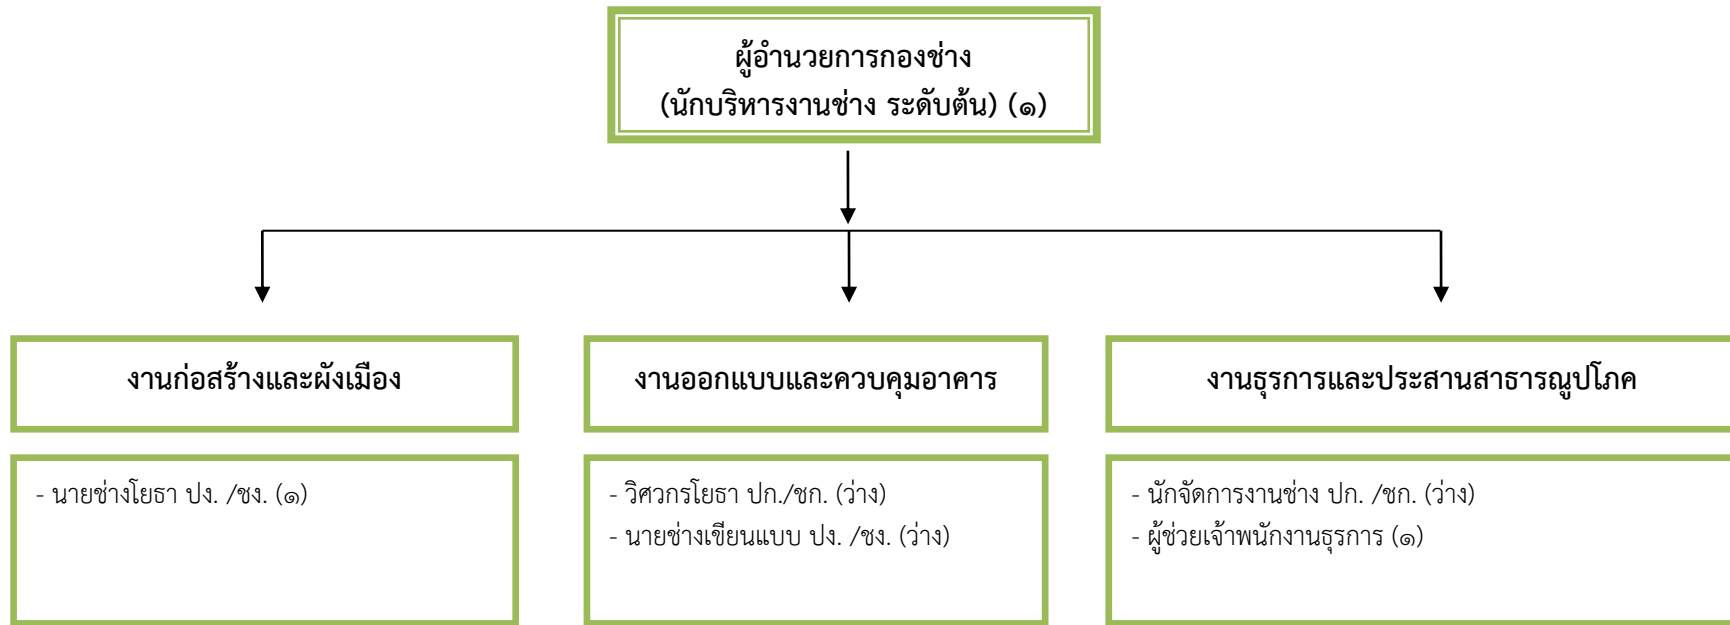 ผู้อำนวยการกองช่าง
(นักบริหารงานช่าง ระดับต้น) (๑)
งานก่อสร้างและผังเมือง
งานออกแบบและควบคุมอาคาร
งานธุรการและประสานสาธารณูปโภค
- นายช่างโยธา ปง. /ชง. (๑)
- วิศวกรโยธา ปก./ชก. (ว่าง)
- นายช่างเขียนแบบ ปง. /ชง. (ว่าง)
- นักจัดการงานช่าง ปก. /ชก. (ว่าง)
- ผู้ช่วยเจ้าพนักงานธุรการ (๑)